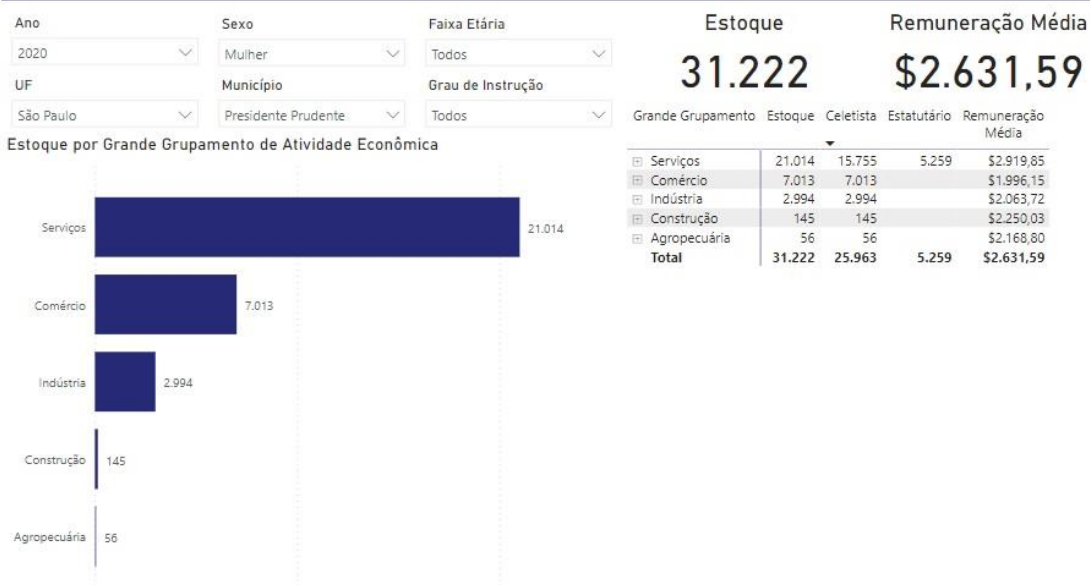 Ano Sexo Faixa Etária
2020 Mulher Todos
UF Município Grau de Instrução
São Paulo Presidente Prudente Todos
Estoque Remuneração Média
31.222 $2.631,59
Estoque por Grande Grupamento de Atividade Econômica
Serviços 21.014
Comércio 7.013
Indústria 2.994
Construção 145
Agropecuária 56
Grande Grupamento Estoque Celetista Estatutário Remuneração
Média
Serviços 21.014 15.755 5.259 $2.919,85
Comércio 7.013 7.013 $1.996,15
Indústria 2.994 2.994 $2.063,72
Construção 145 145 $2.250,03
Agropecuária 56 56 $2.168,80
Total 31.222 25.963 5.259 $2.631,59